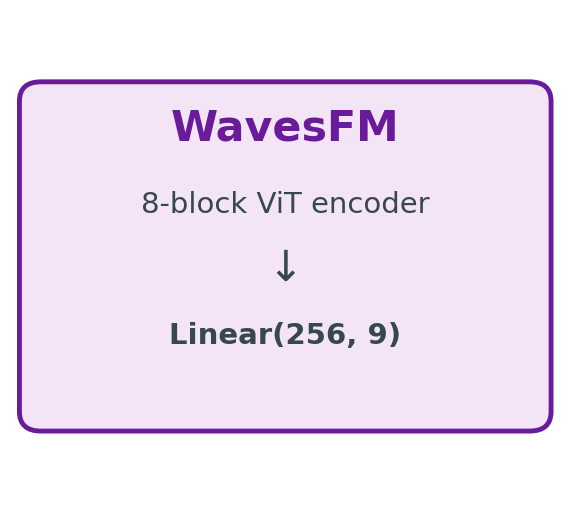 WavesFM
8-block ViT encoder
↓
Linear(256, 9)